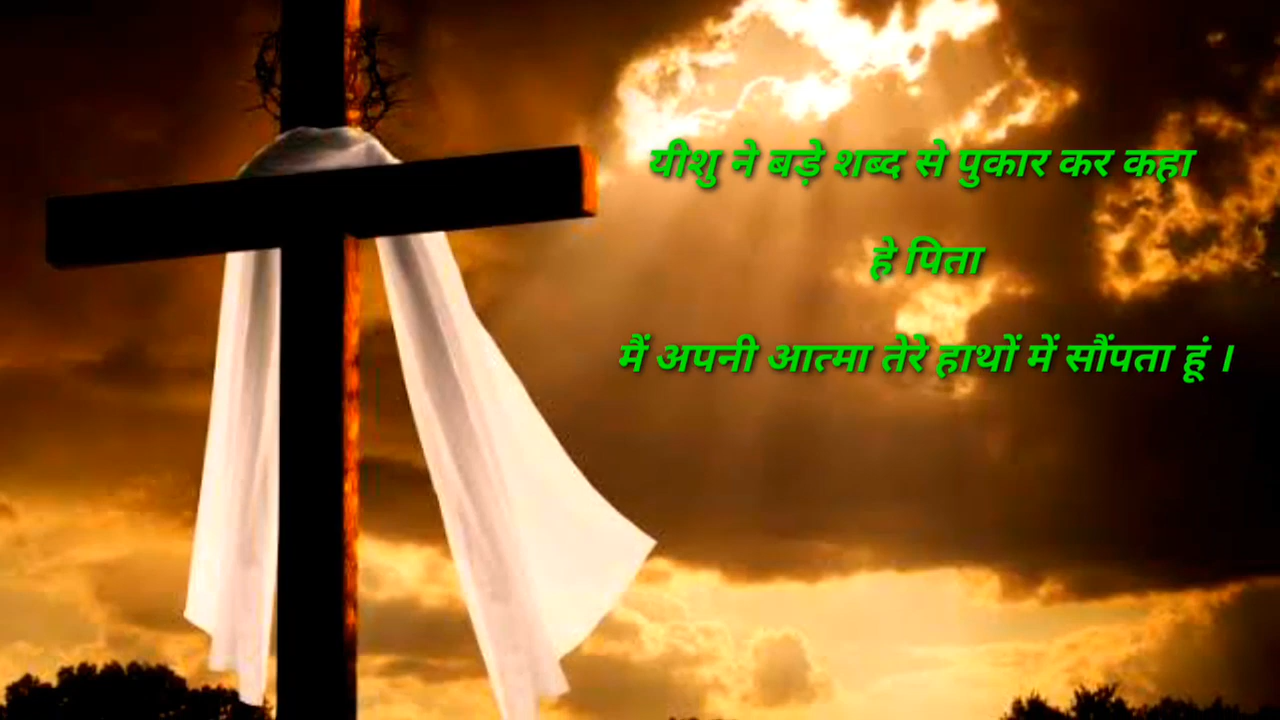 यीशु ने बड़े शब्द से पुकार कर कहा
हे पिता
मैं अपनी आत्मा तेरे हाथों में सौंपता हूं ।